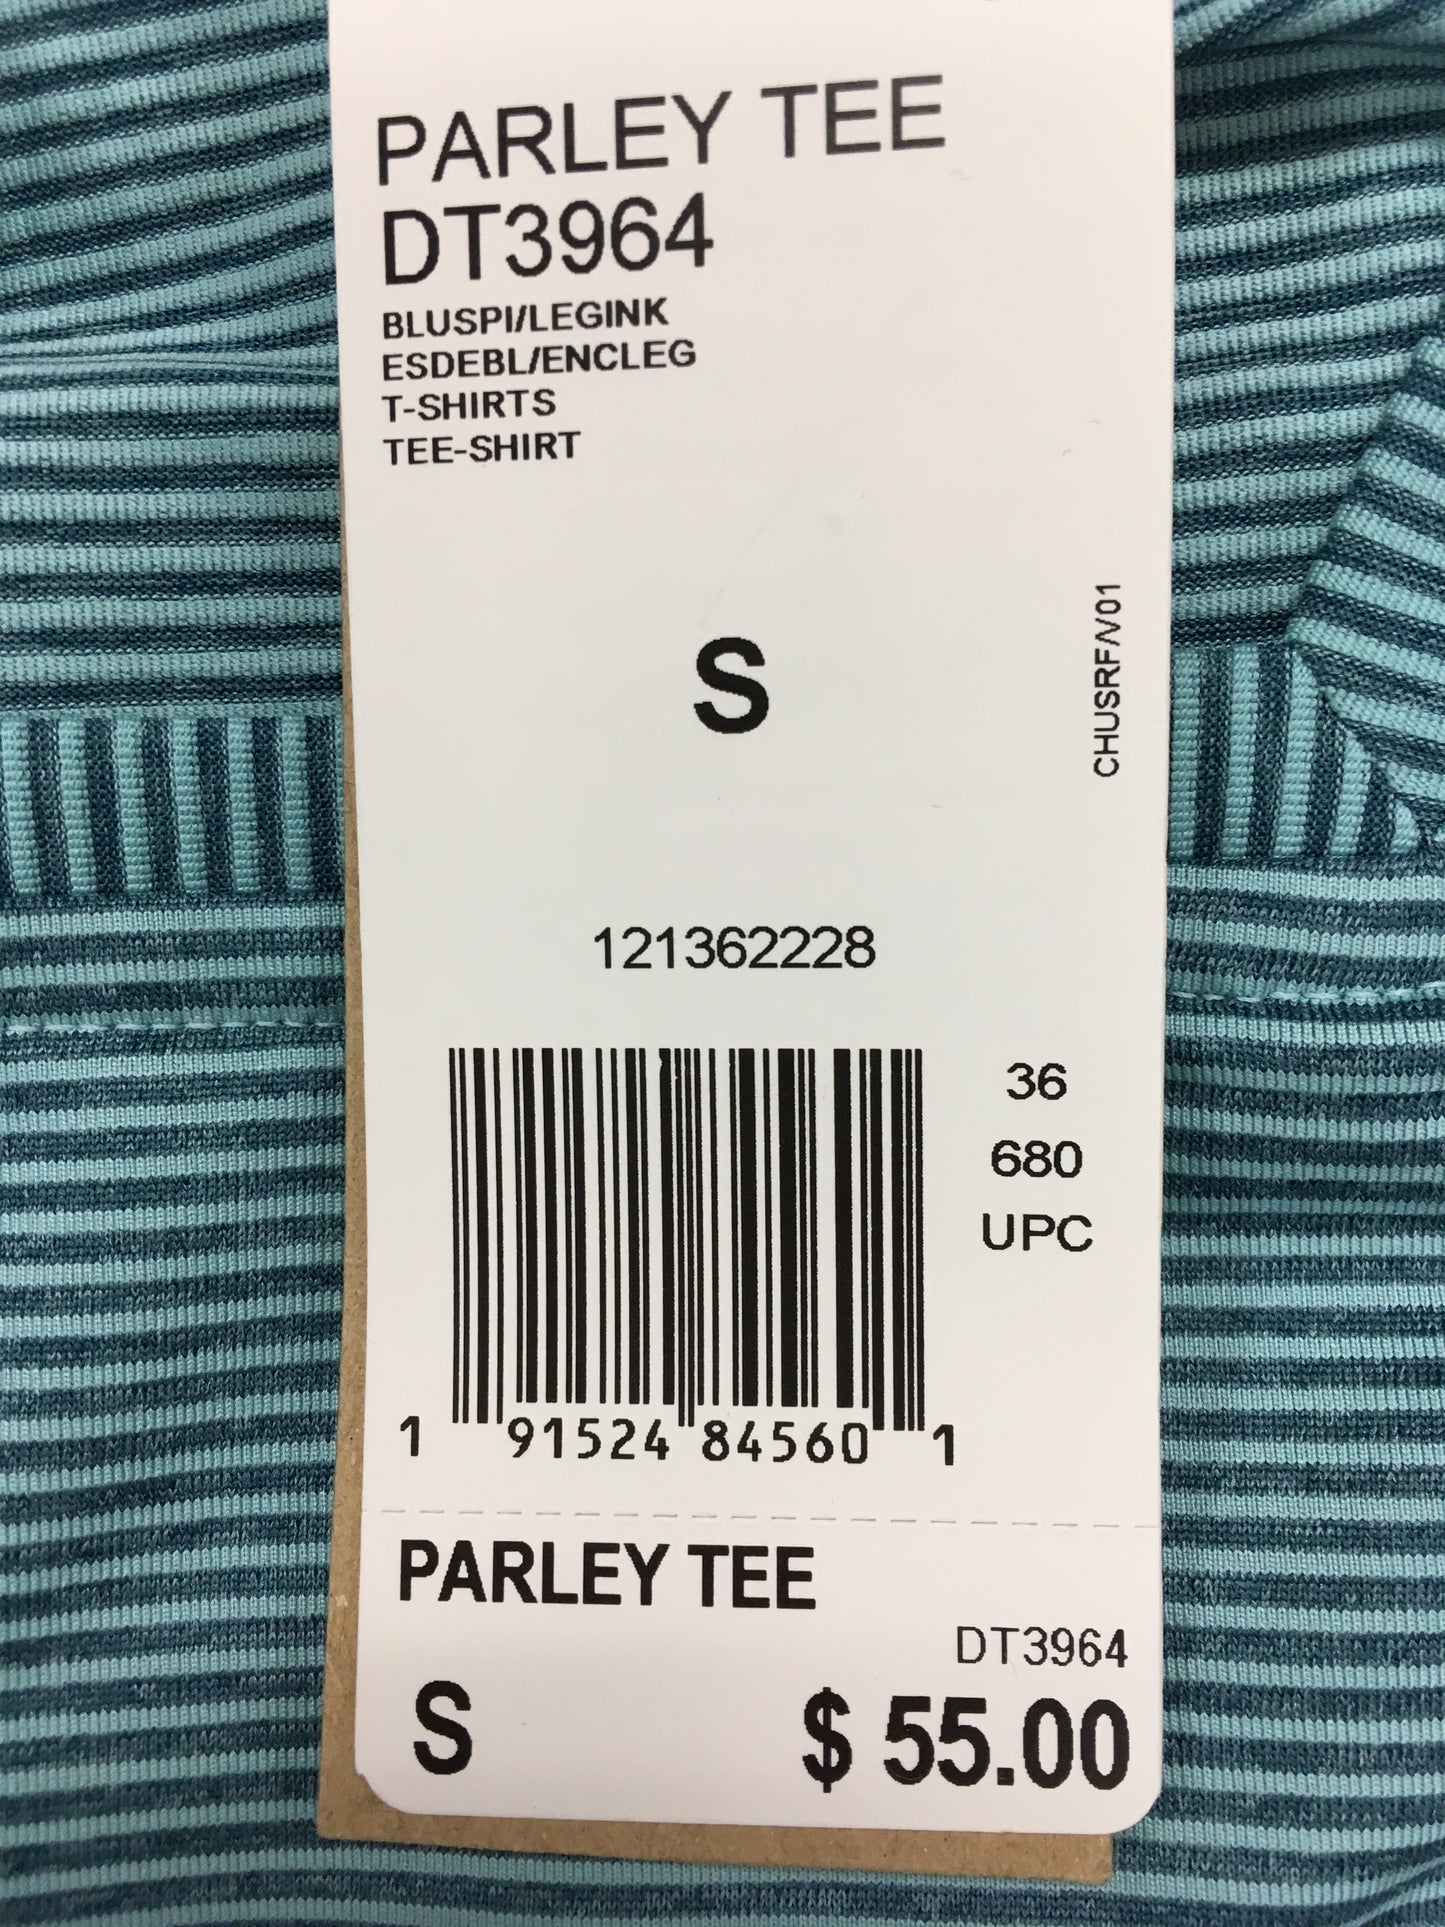 PARLEY TEE
DT3964
BLUSPI/LEGINK
ESDEBL/ENCLEG
T-SHIRTS
TEE-SHIRT
S
CHUSRF/V01
121362228
36
680
UPC
1 91524 84560 1
PARLEY TEE
DT3964
S $ 55.00